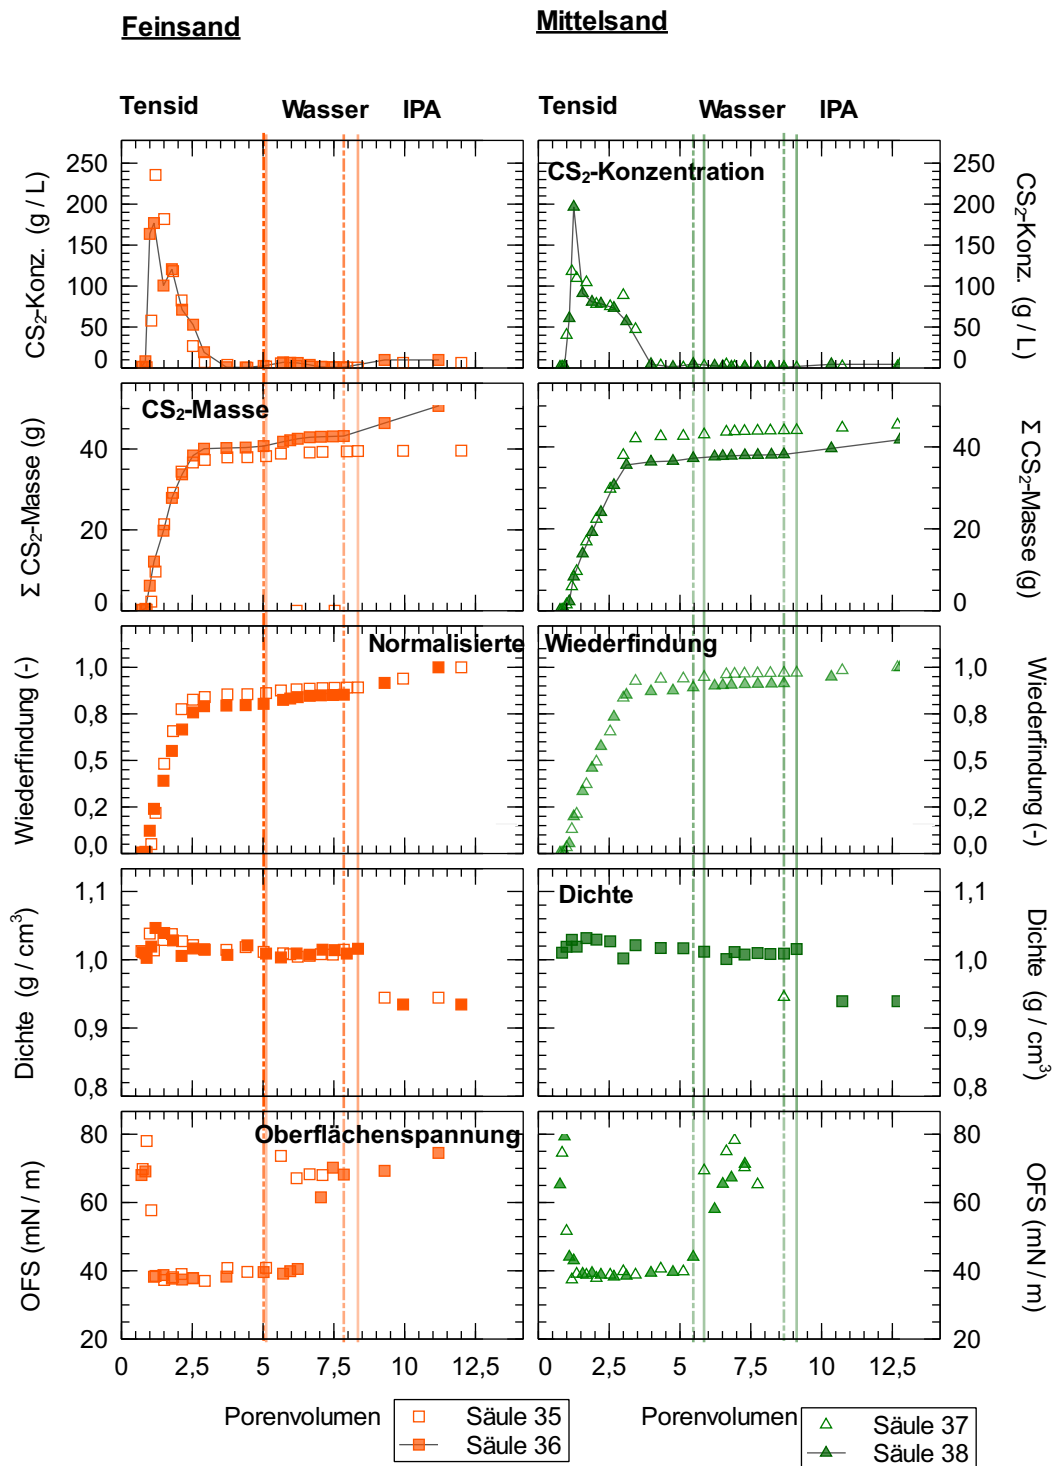 Feinsand
Mittelsand
Tensid
Wasser
IPA
Tensid
Wasser
IPA
CS₂-Konz. (g / L)
250
200
150
100
50
0
CS₂-Konzentration
250
200
150
100
50
0
CS₂-Konz. (g / L)
Σ CS₂-Masse (g)
40
20
0
CS₂-Masse
40
20
0
Σ CS₂-Masse (g)
Wiederfindung (-)
1,0
0,8
0,5
0,2
0,0
Normalisierte Wiederfindung
1,0
0,8
0,5
0,2
0,0
Wiederfindung (-)
Dichte (g / cm³)
1,1
1,0
0,9
0,8
Dichte
1,1
1,0
0,9
0,8
Dichte (g / cm³)
OFS (mN / m)
80
60
40
20
Oberflächenspannung
80
60
40
20
OFS (mN / m)
0 2,5 5 7,5 10 12,5
0 2,5 5 7,5 10 12,5
Porenvolumen
Säule 35
Säule 36
Porenvolumen
Säule 37
Säule 38